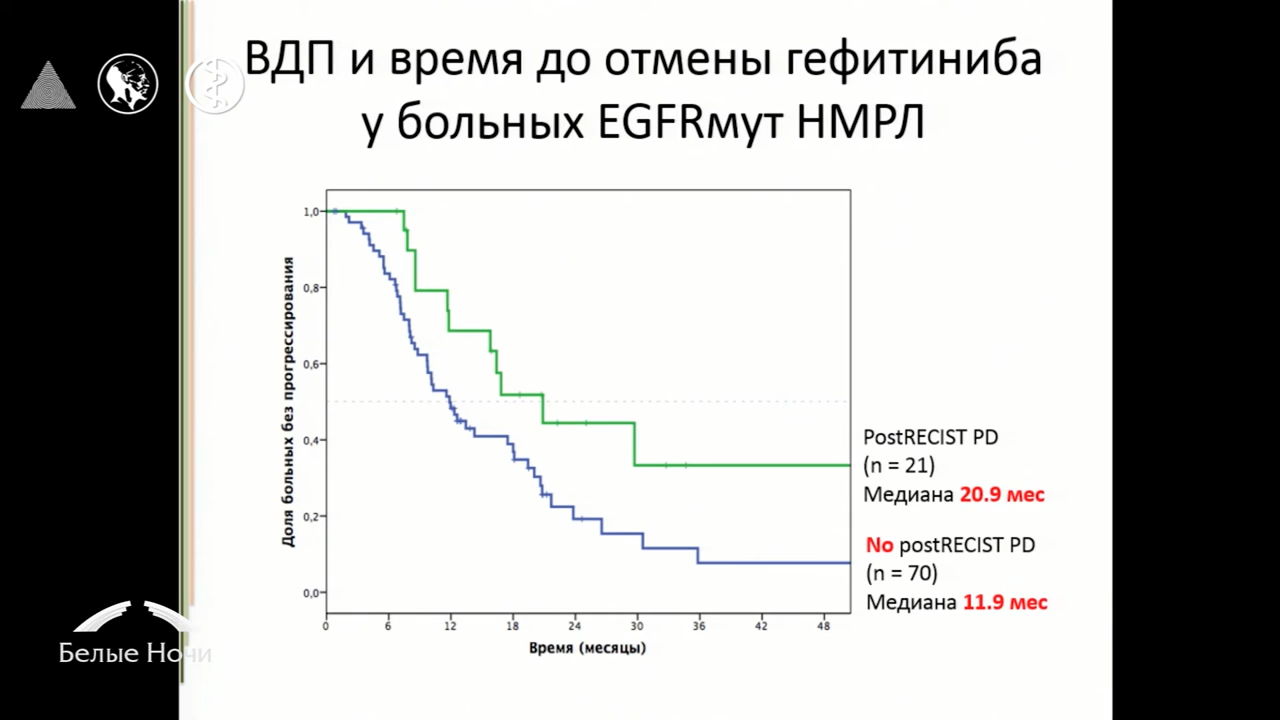 ВДП и время до отмены гефитиниба
у больных EGFRмут НМРЛ
Доля больных без прогрессирования
1,0
0,8
0,6
0,4
0,2
0,0
0 6 12 18 24 30 36 42 48
Время (месяцы)
PostRECIST PD
(n = 21)
Медиана 20.9 мес
No postRECIST PD
(n = 70)
Медиана 11.9 мес
Белые Ночи